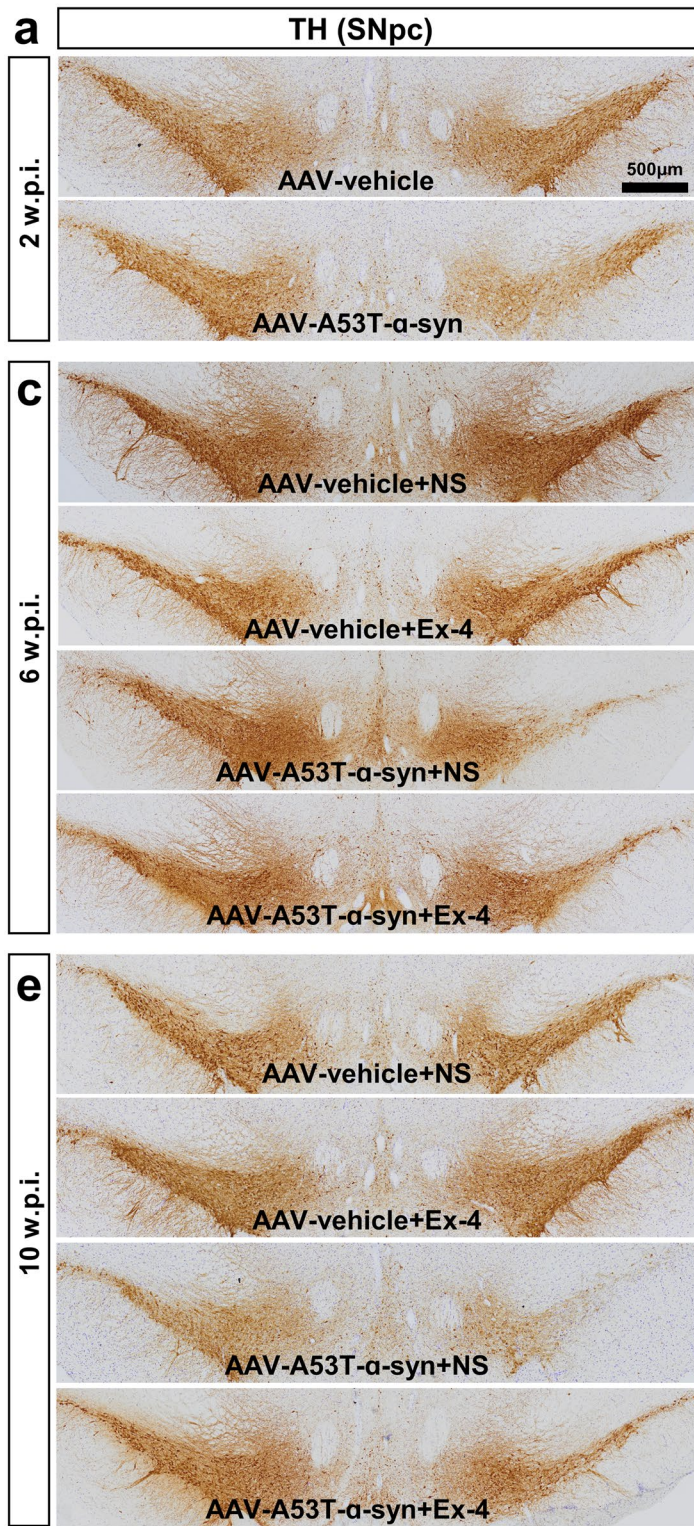 a
TH (SNpc)
2 w.p.i.
AAV-vehicle
500µm
AAV-A53T-α-syn
c
6 w.p.i.
AAV-vehicle+NS
AAV-vehicle+Ex-4
AAV-A53T-α-syn+NS
AAV-A53T-α-syn+Ex-4
e
10 w.p.i.
AAV-vehicle+NS
AAV-vehicle+Ex-4
AAV-A53T-α-syn+NS
AAV-A53T-α-syn+Ex-4